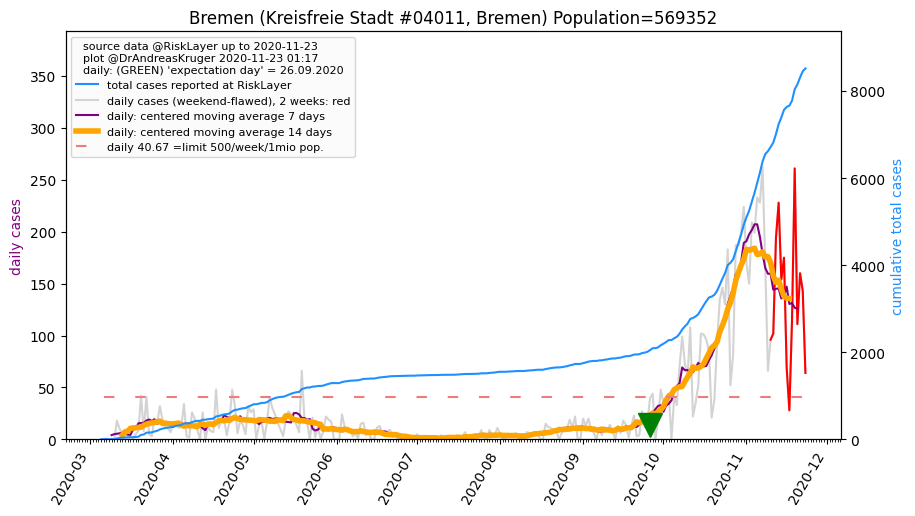 Bremen (Kreisfreie Stadt #04011, Bremen) Population=569352
source data @RiskLayer up to 2020-11-23
plot @DrAndreasKruger 2020-11-23 01:17
daily: (GREEN) 'expectation day' = 26.09.2020
total cases reported at RiskLayer
daily cases (weekend-flawed), 2 weeks: red
daily: centered moving average 7 days
daily: centered moving average 14 days
daily 40.67 =limit 500/week/1mio pop.
daily cases
350
300
250
200
150
100
50
0
8000
6000
4000
2000
0
cumulative total cases
2020-03
2020-04
2020-05
2020-06
2020-07
2020-08
2020-09
2020-10
2020-11
2020-12